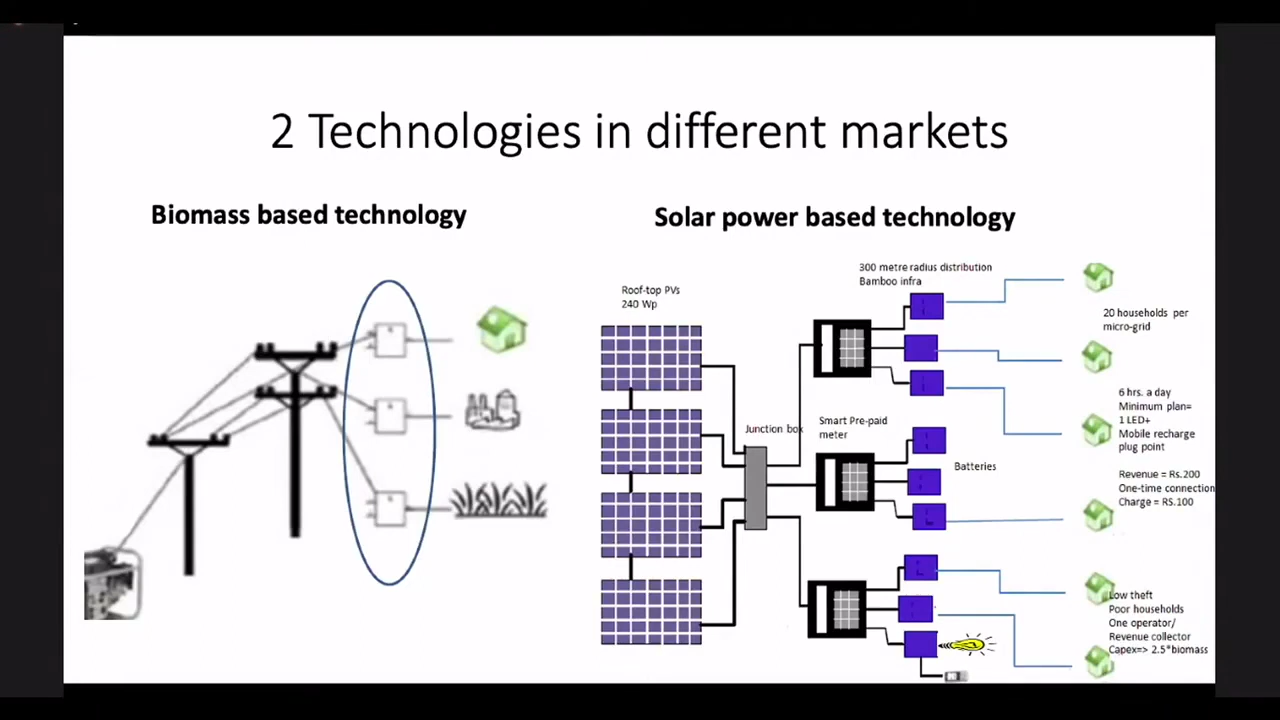 2 Technologies in different markets
Biomass based technology
Solar power based technology
Roof-top PVs
240 Wp
300 metre radius distribution
Bamboo infra
20 households per
micro-grid
6 hrs. a day
Minimum plan=
1 LED+
Mobile recharge
plug point
Junction box
Smart Pre-paid
meter
Batteries
Revenue = Rs.200
One-time connection
Charge = RS.100
Low theft
Poor households
One operator/
Revenue collector
Capex=> 2.5*biomass